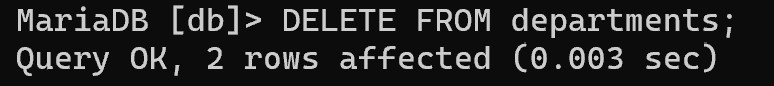 MariaDB [db]> DELETE FROM departments;
Query OK, 2 rows affected (0.003 sec)